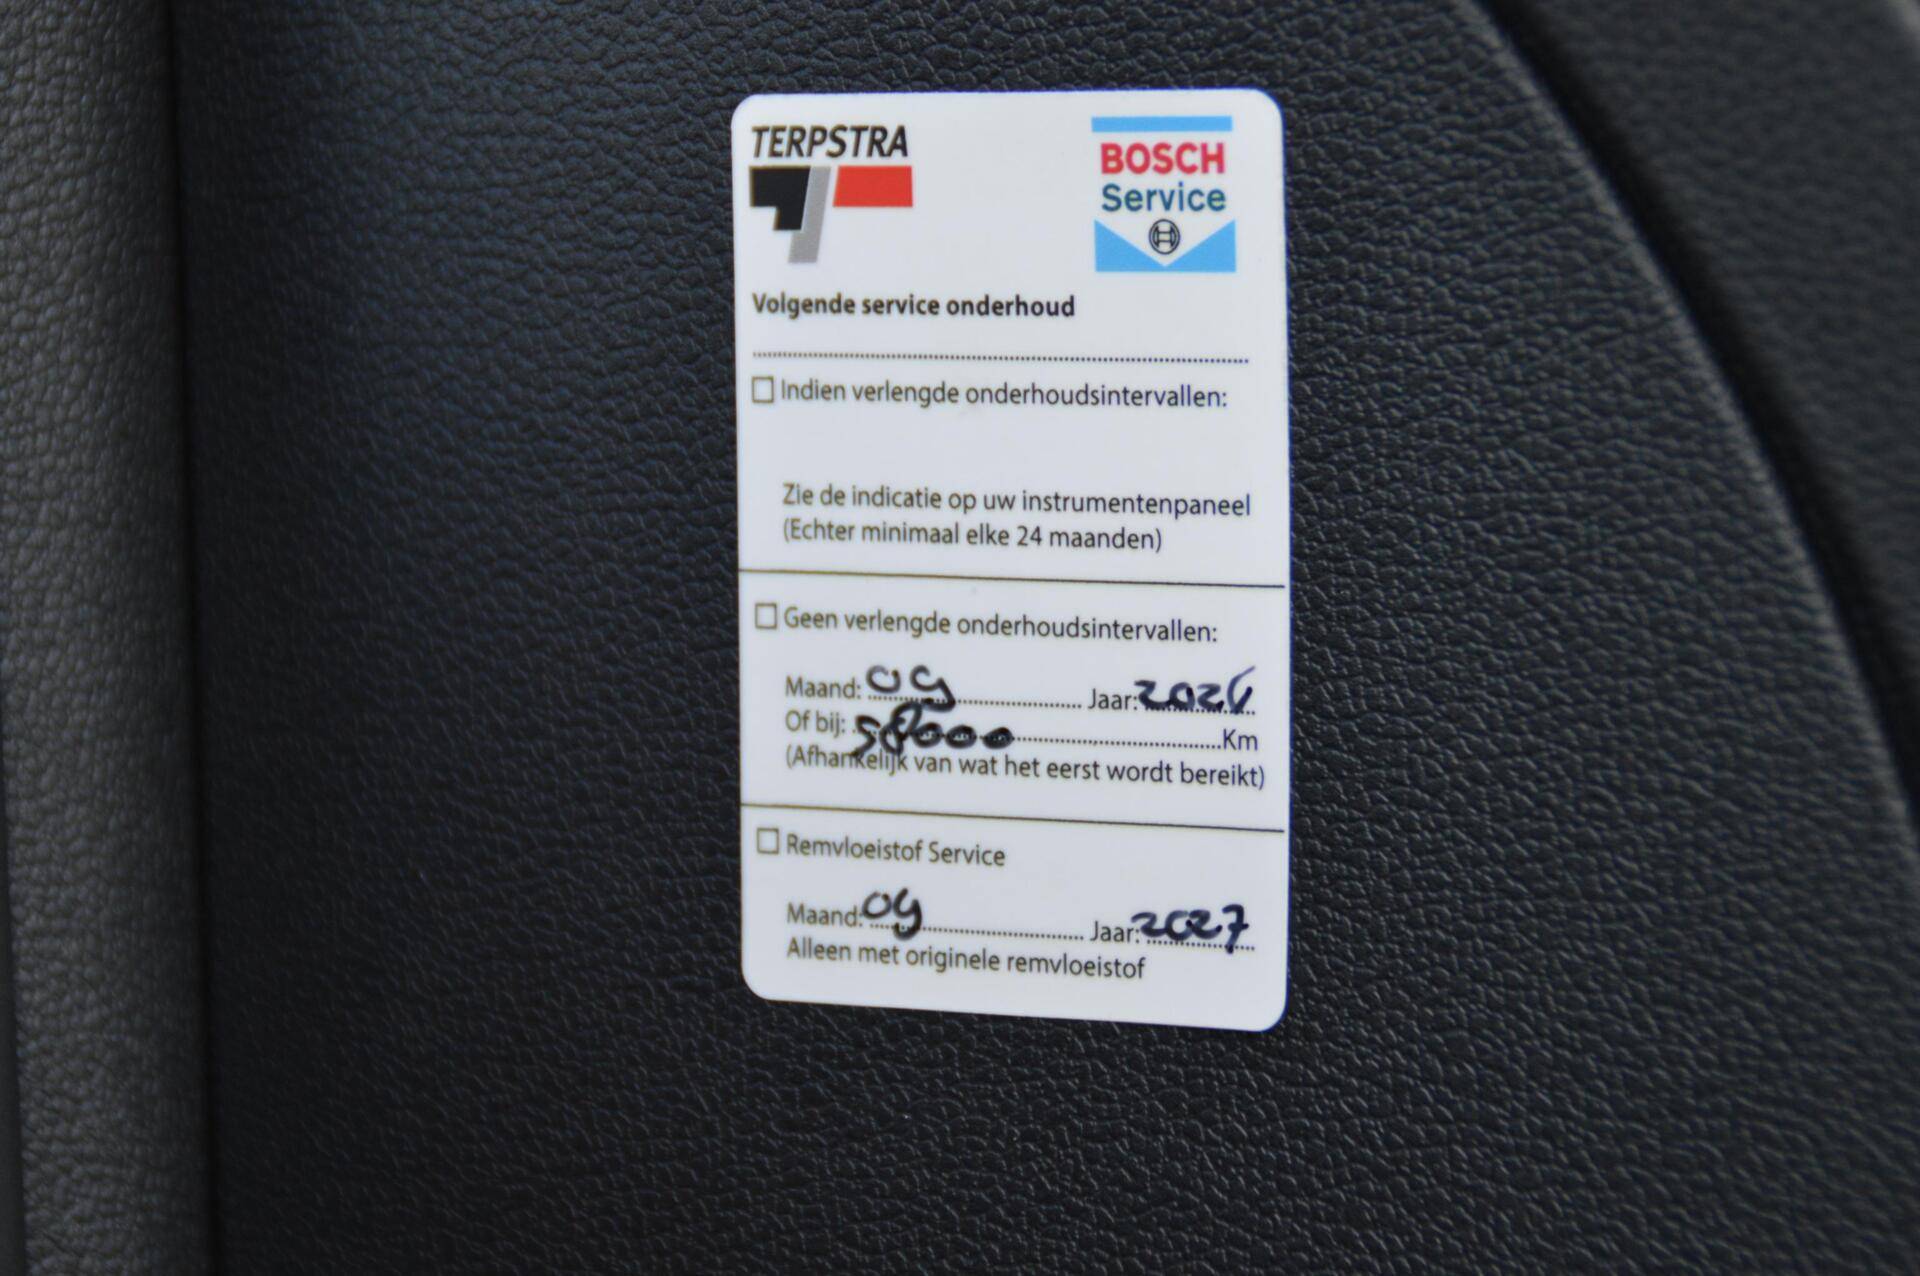 TERPSTRA
BOSCH
Service
Volgende service onderhoud
Indien verlengde onderhoudsintervallen:
Zie de indicatie op uw instrumentenpaneel
(Echter minimaal elke 24 maanden)
Geen verlengde onderhoudsintervallen:
Maand: 09 Jaar: 2026
Of bij: 58000 Km
(Afhankelijk van wat het eerst wordt bereikt)
Remvloeistof Service
Maand: 09 Jaar: 2027
Alleen met originele remvloeistof